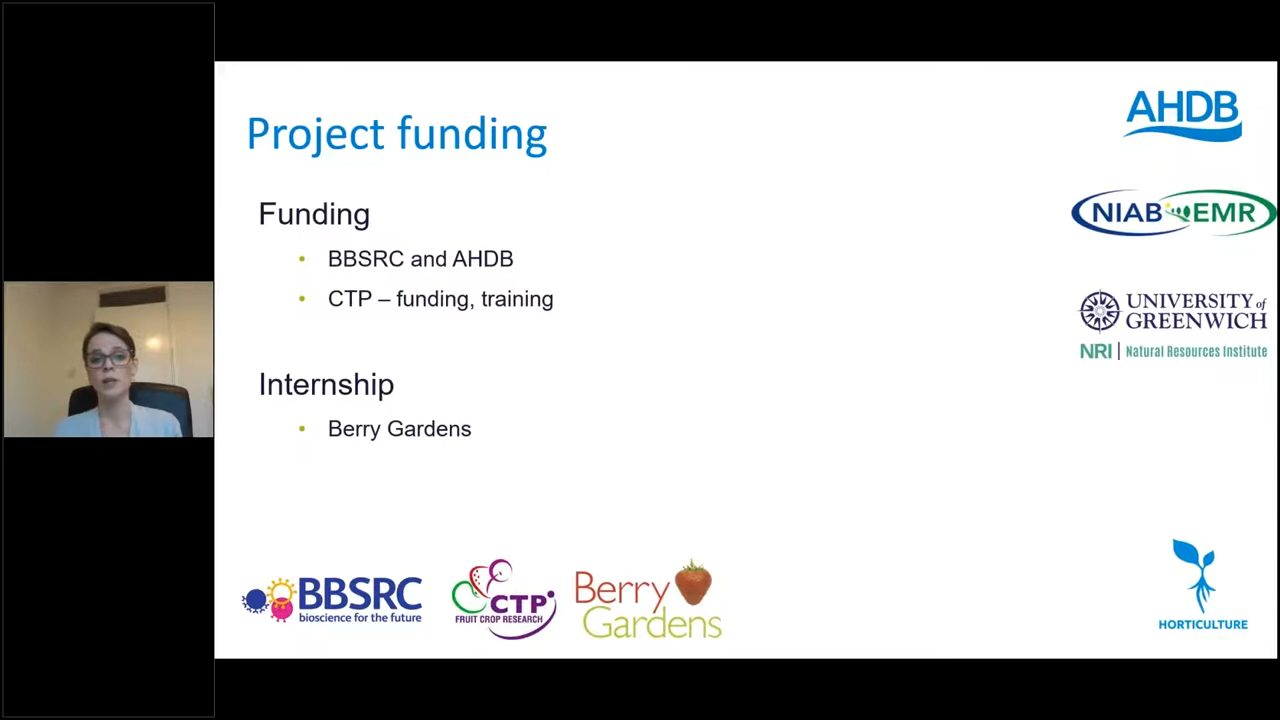 Project funding
Funding
• BBSRC and AHDB
• CTP – funding, training
Internship
• Berry Gardens
AHDB
NIAB EMR
UNIVERSITY of
GREENWICH
NRI | Natural Resources Institute
BBSRC
bioscience for the future
CTP
FRUIT CROP RESEARCH
Berry
Gardens
HORTICULTURE